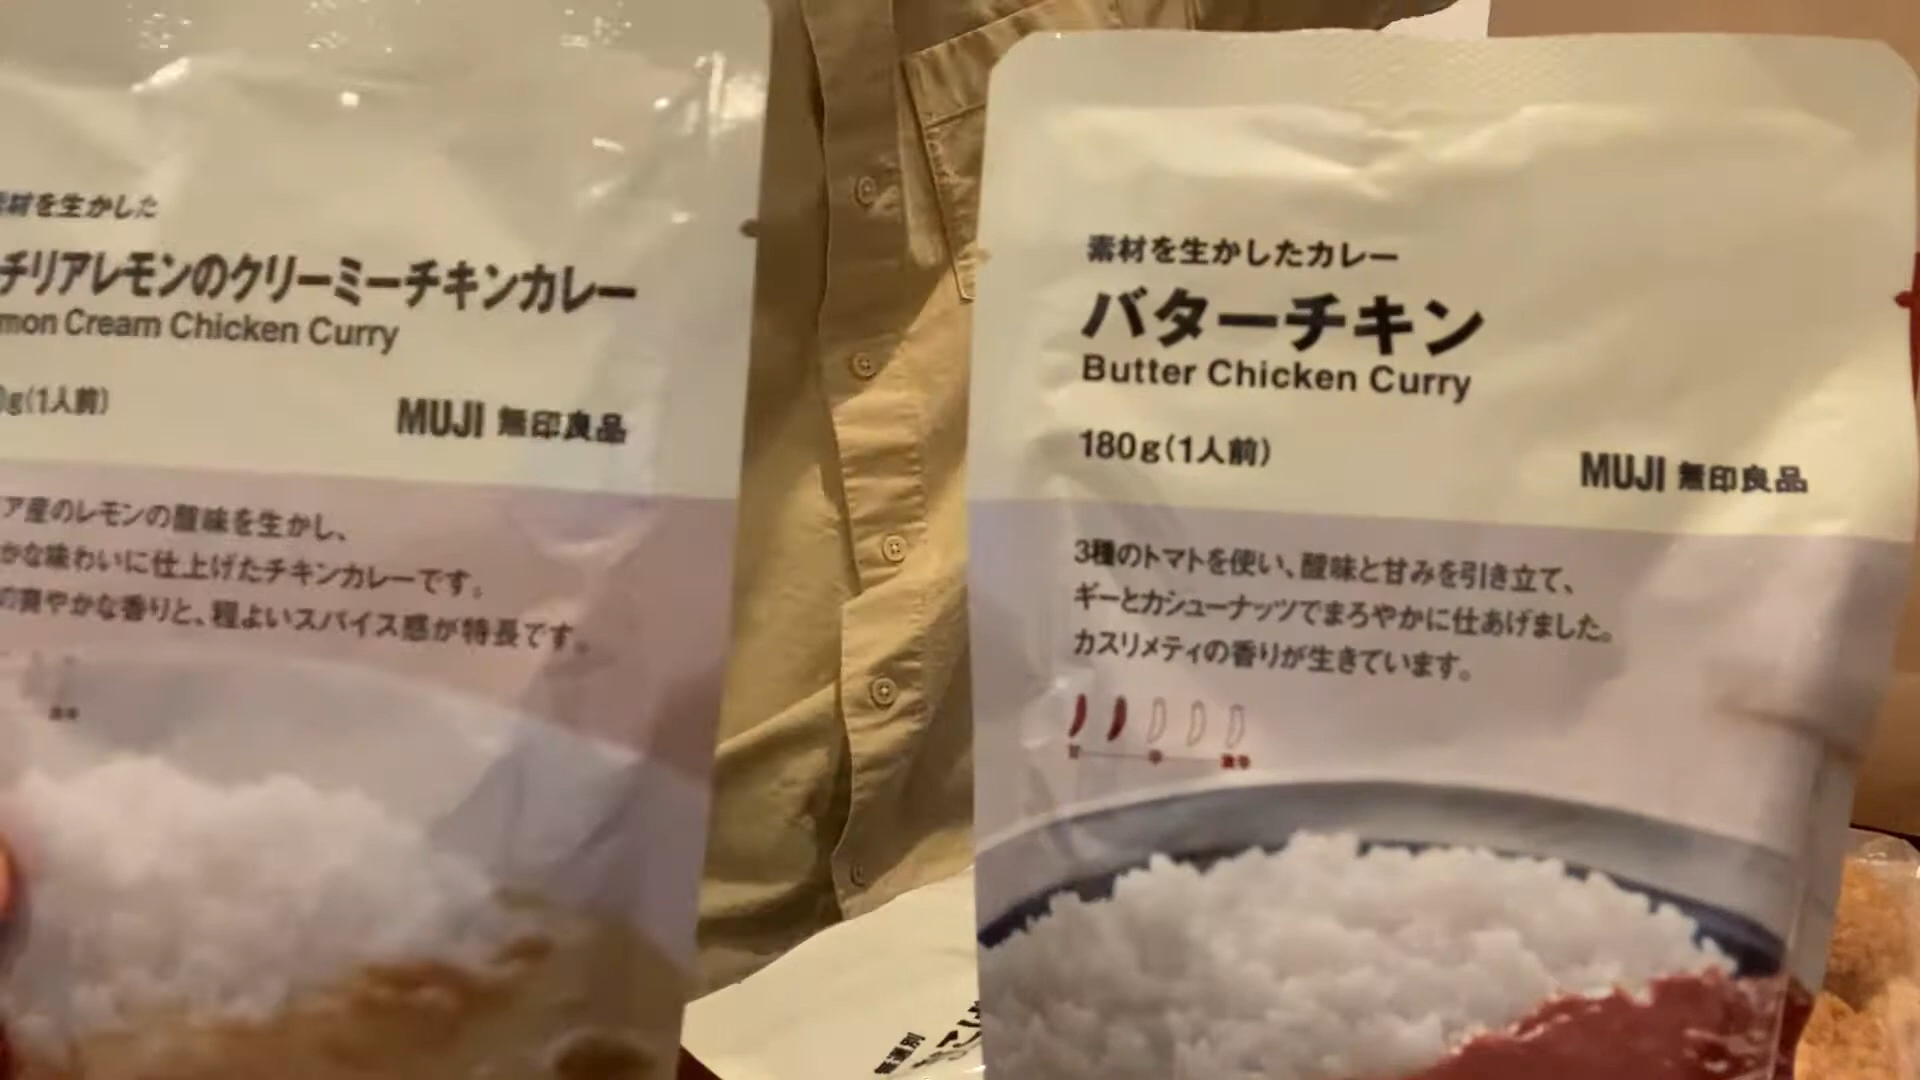 材を生かした
チリアレモンのクリーミーチキンカレー
mon Cream Chicken Curry
0g(1人前)
MUJI 無印良品
ア産のレモンの酸味を生かし、
かな味わいに仕上げたチキンカレーです。
の爽やかな香りと、程よいスパイス感が特長です。
素材を生かしたカレー
バターチキン
Butter Chicken Curry
180g(1人前)
MUJI 無印良品
3種のトマトを使い、酸味と甘みを引き立て、
ギーとカシューナッツでまろやかに仕あげました。
カスリメティの香りが生きています。